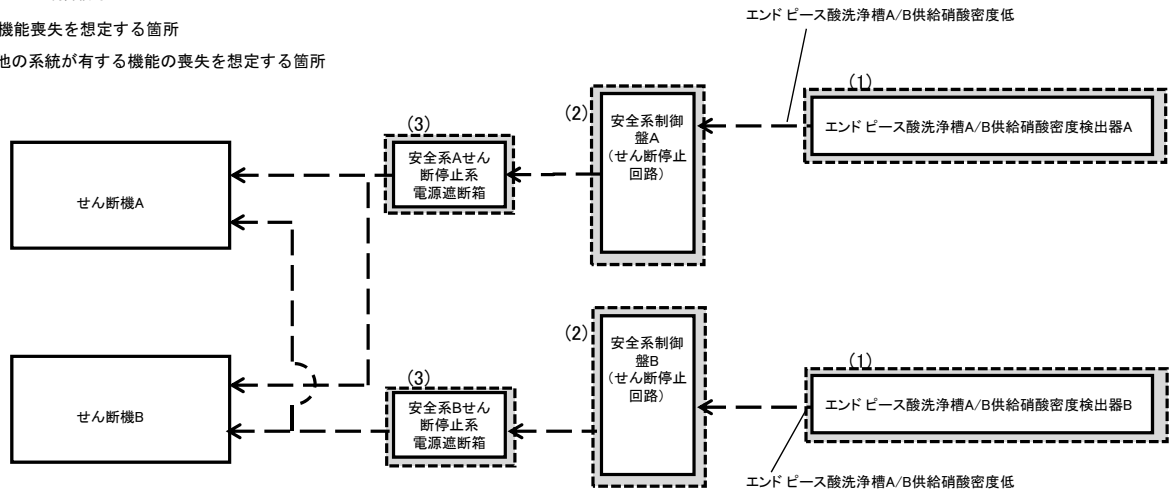 機能喪失を想定する箇所
他の系統が有する機能の喪失を想定する箇所
エンドピース酸洗浄槽A/B供給硝酸密度低
(1)
エンドピース酸洗浄槽A/B供給硝酸密度検出器A
(2)
安全系制御
盤A
(せん断停止
回路)
(3)
安全系Aせん
断停止系
電源遮断箱
せん断機A
せん断機B
(3)
安全系Bせん
断停止系
電源遮断箱
(2)
安全系制御
盤B
(せん断停止
回路)
(1)
エンドピース酸洗浄槽A/B供給硝酸密度検出器B
エンドピース酸洗浄槽A/B供給硝酸密度低